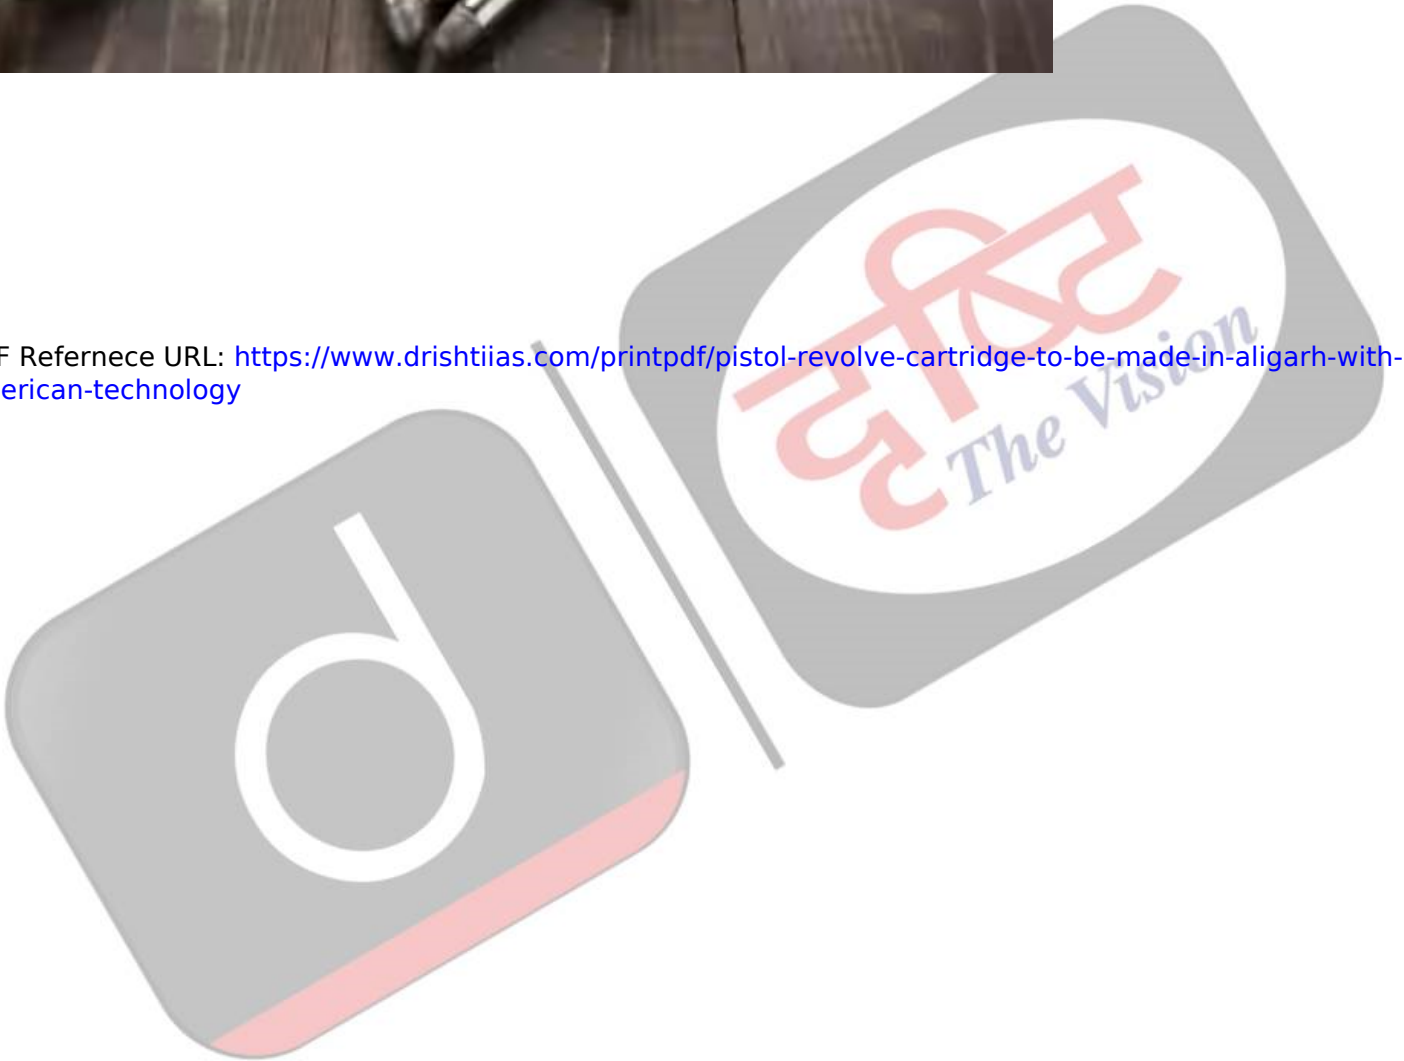 F Refernece URL: https://www.drishtiias.com/printpdf/pistol-revolve-cartridge-to-be-made-in-aligarh-with-
erican-technology
दृष्टि
The Vision
d